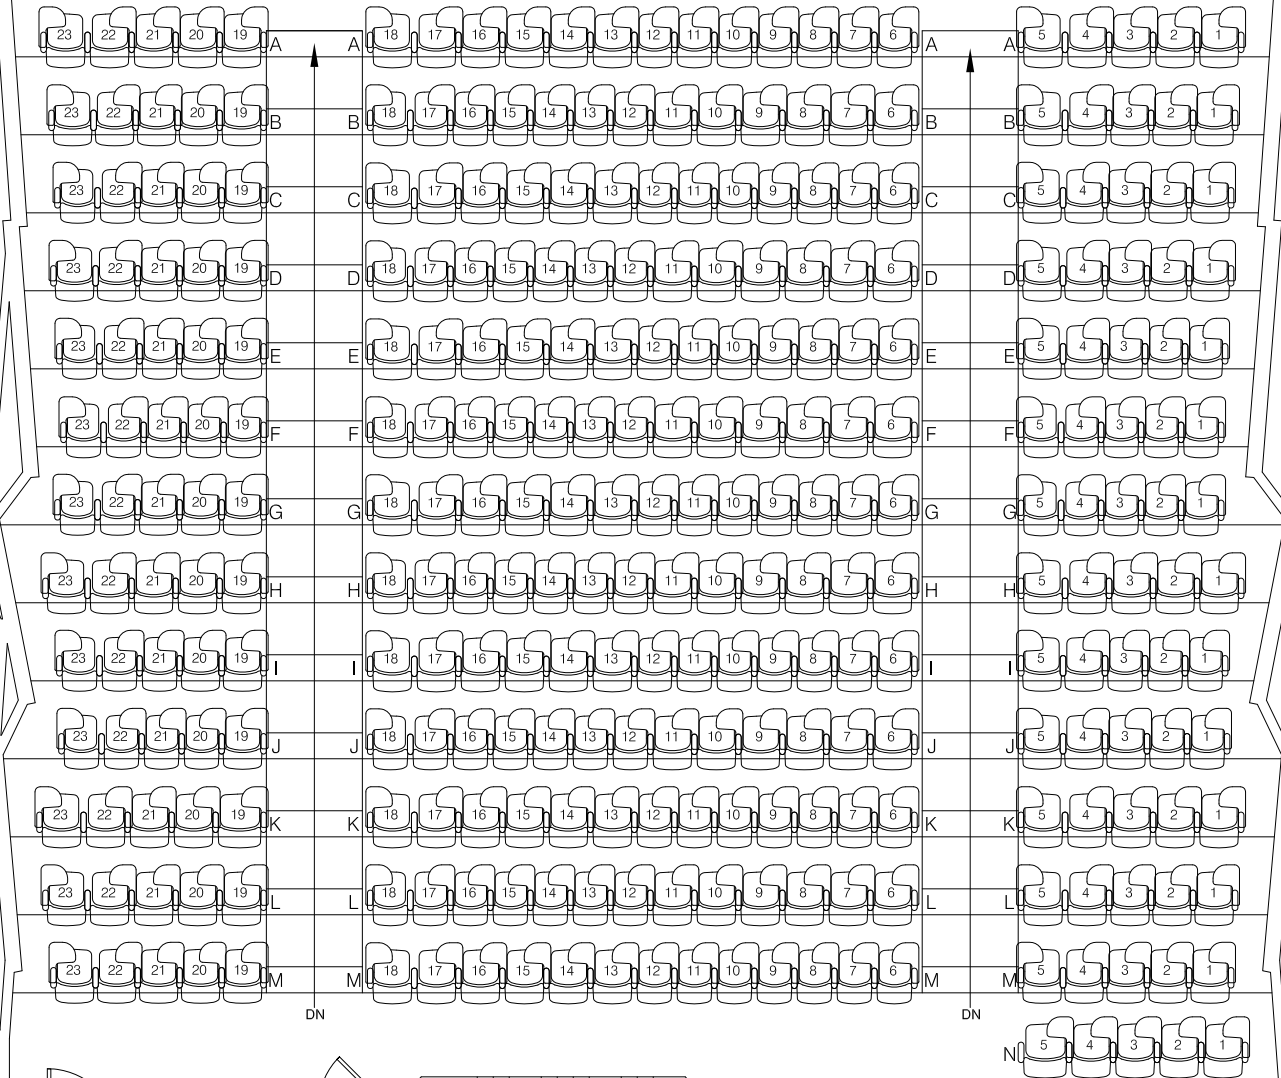 23 22 21 20 19 A A 18 17 16 15 14 13 12 11 10 9 8 7 6 A A 5 4 3 2 1
23 22 21 20 19 B B 18 17 16 15 14 13 12 11 10 9 8 7 6 B B 5 4 3 2 1
23 22 21 20 19 C C 18 17 16 15 14 13 12 11 10 9 8 7 6 C C 5 4 3 2 1
23 22 21 20 19 D D 18 17 16 15 14 13 12 11 10 9 8 7 6 D D 5 4 3 2 1
23 22 21 20 19 E E 18 17 16 15 14 13 12 11 10 9 8 7 6 E E 5 4 3 2 1
23 22 21 20 19 F F 18 17 16 15 14 13 12 11 10 9 8 7 6 F F 5 4 3 2 1
23 22 21 20 19 G G 18 17 16 15 14 13 12 11 10 9 8 7 6 G G 5 4 3 2 1
23 22 21 20 19 H H 18 17 16 15 14 13 12 11 10 9 8 7 6 H H 5 4 3 2 1
23 22 21 20 19 I I 18 17 16 15 14 13 12 11 10 9 8 7 6 I I 5 4 3 2 1
23 22 21 20 19 J J 18 17 16 15 14 13 12 11 10 9 8 7 6 J J 5 4 3 2 1
23 22 21 20 19 K K 18 17 16 15 14 13 12 11 10 9 8 7 6 K K 5 4 3 2 1
23 22 21 20 19 L L 18 17 16 15 14 13 12 11 10 9 8 7 6 L L 5 4 3 2 1
23 22 21 20 19 M M 18 17 16 15 14 13 12 11 10 9 8 7 6 M M 5 4 3 2 1
DN DN
N 5 4 3 2 1